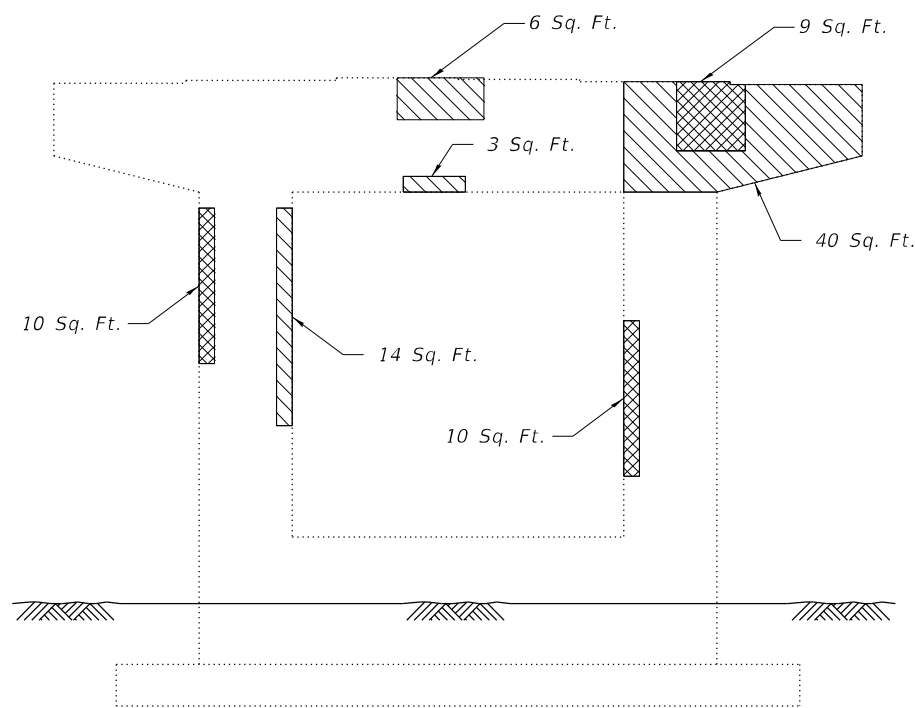 6 Sq. Ft.
9 Sq. Ft.
3 Sq. Ft.
40 Sq. Ft.
10 Sq. Ft.
14 Sq. Ft.
10 Sq. Ft.